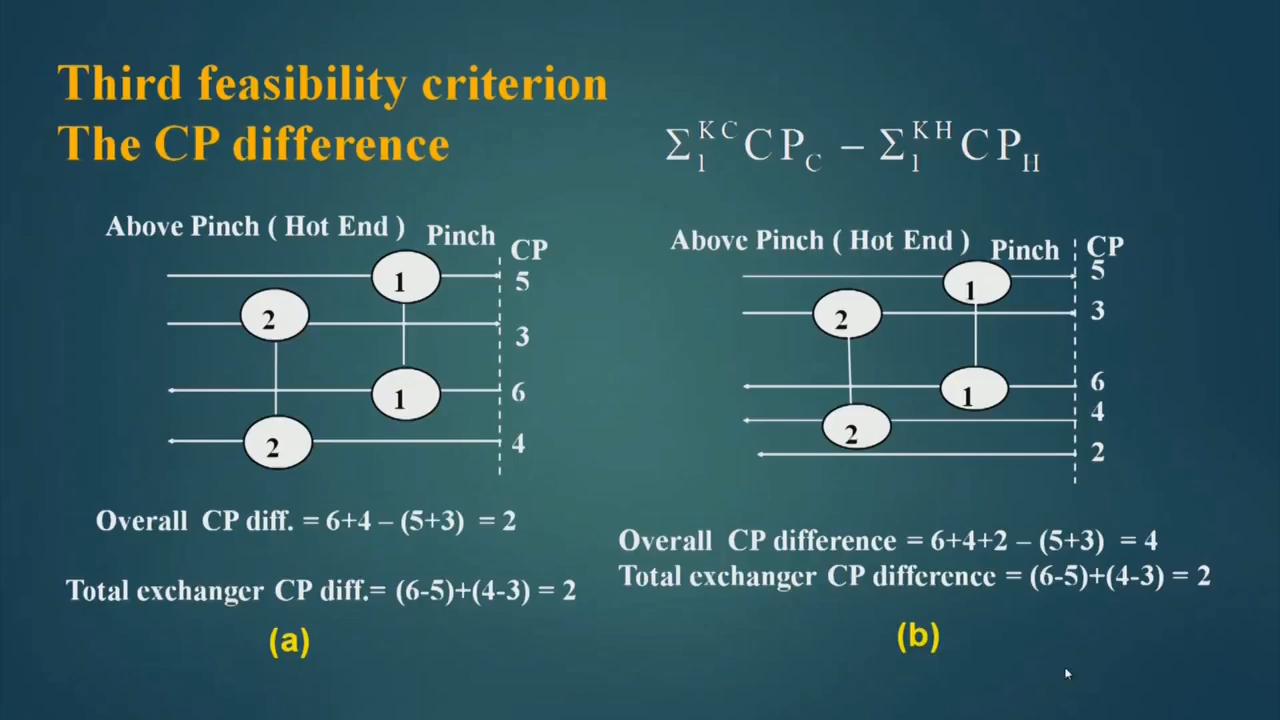 Third feasibility criterion
The CP difference
Σ₁ᴷꟲ CP_C – Σ₁ᴷᴴ CP_H
Above Pinch ( Hot End ) Pinch
CP
5
3
6
4
1
2
1
2
Overall CP diff. = 6+4 – (5+3) = 2
Total exchanger CP diff.= (6-5)+(4-3) = 2
(a)
Above Pinch ( Hot End ) Pinch
CP
5
3
6
4
2
1
2
1
2
Overall CP difference = 6+4+2 – (5+3) = 4
Total exchanger CP difference = (6-5)+(4-3) = 2
(b)